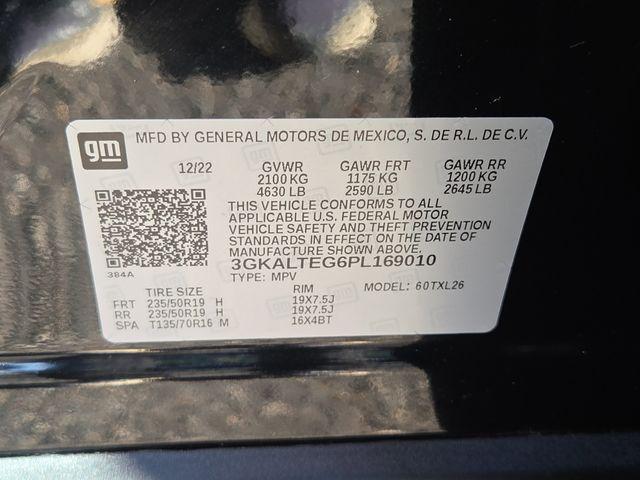 gm
MFD BY GENERAL MOTORS DE MEXICO, S. DE R.L. DE C.V.
12/22 GVWR GAWR FRT GAWR RR
2100 KG 1175 KG 1200 KG
4630 LB 2590 LB 2645 LB
THIS VEHICLE CONFORMS TO ALL
APPLICABLE U.S. FEDERAL MOTOR
VEHICLE SAFETY AND THEFT PREVENTION
STANDARDS IN EFFECT ON THE DATE OF
MANUFACTURE SHOWN ABOVE.
3GKALTEG6PL169010
384A
TYPE: MPV MODEL: 60TXL26
TIRE SIZE RIM
FRT 235/50R19 H 19X7.5J
RR 235/50R19 H 19X7.5J
SPA T135/70R16 M 16X4BT